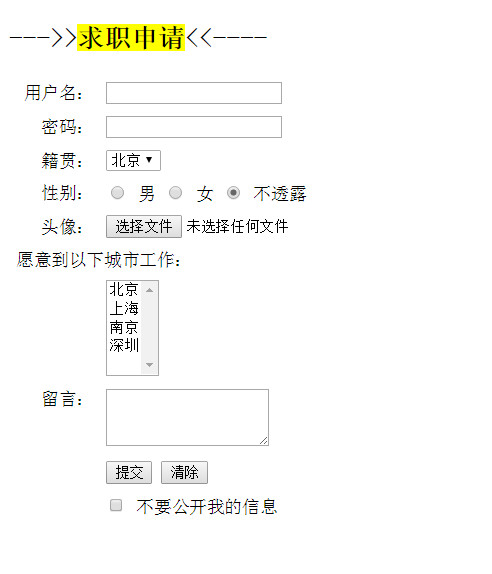 --->>求职申请<<----
用户名：
密码：
籍贯： 北京
性别： 男 女 不透露
头像： 选择文件 未选择任何文件
愿意到以下城市工作：
北京
上海
南京
深圳
留言：
提交 清除
不要公开我的信息